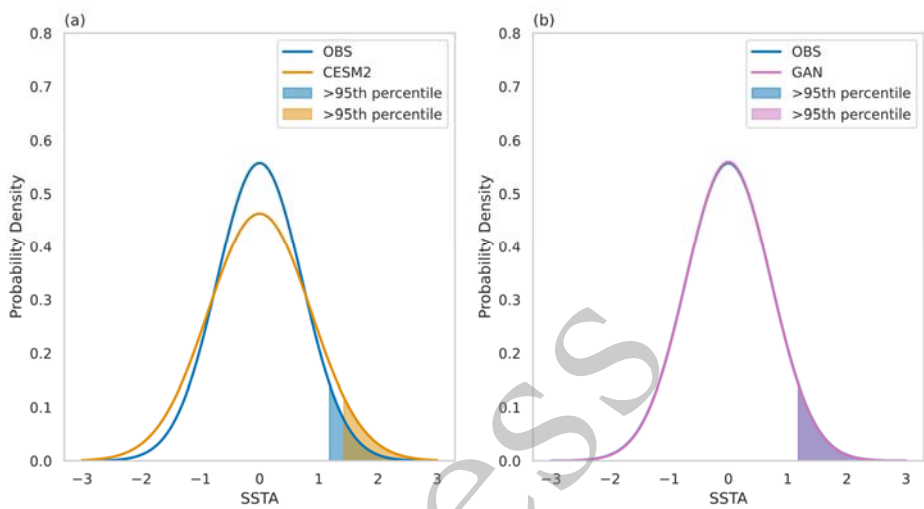 (a)
0.8
0.7
0.6
0.5
0.4
0.3
0.2
0.1
0.0
Probability Density
OBS
CESM2
>95th percentile
>95th percentile
−3 −2 −1 0 1 2 3
SSTA
(b)
0.8
0.7
0.6
0.5
0.4
0.3
0.2
0.1
0.0
Probability Density
OBS
GAN
>95th percentile
>95th percentile
−3 −2 −1 0 1 2 3
SSTA
ess